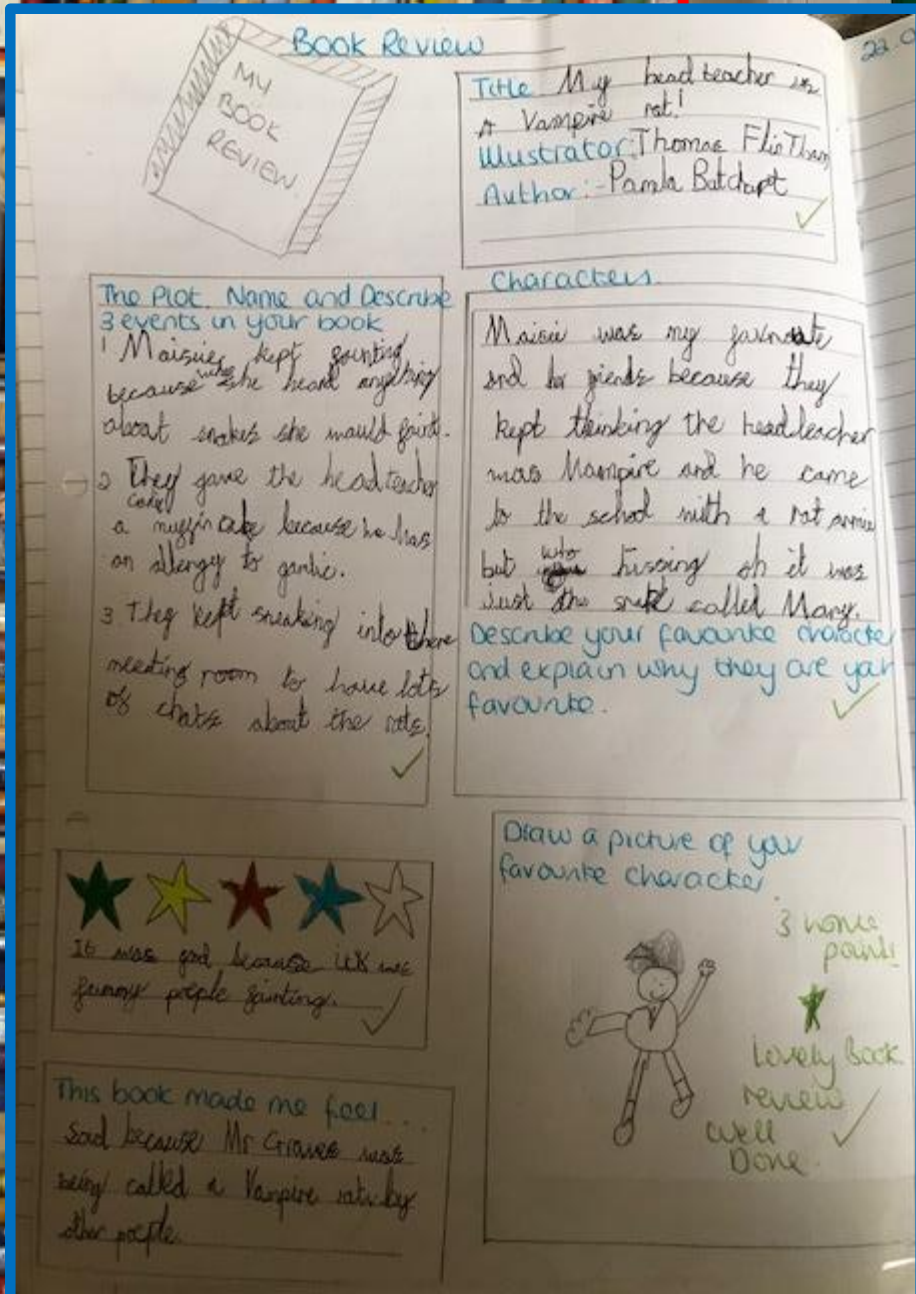 Book Review
MY
BOOK
REVIEW
22.0
Title My head teacher is
A Vampire rat!
Illustrator: Thomas FlinTham
Author:- Pamla Butchart
The Plot. Name and Describe
3 events in your book
1 Maisie kept fainting
because when she heard anything
about snakes she would faint.
2 They gave the headteacher
a muffin cake because he has
an allergy to garlic.
3 They kept sneaking into there
meeting room to have lots
of chats about the rats.
Characters.
Maisie was my favourate
and her friends because they
kept thinking the headteacher
was Vampire and he came
to the school with a rat
but who hissing oh it was
Just the snake called Mary.
Describe your favourite character
and explain why they are your
favourite.
It was good because it was
funny people fainting.
This book made me feel...
Sad because Mr Graves was
being called a Vampire rat by
other people.
Draw a picture of your
favourite character
3 home
points
Lovely Book
review
well
Done.